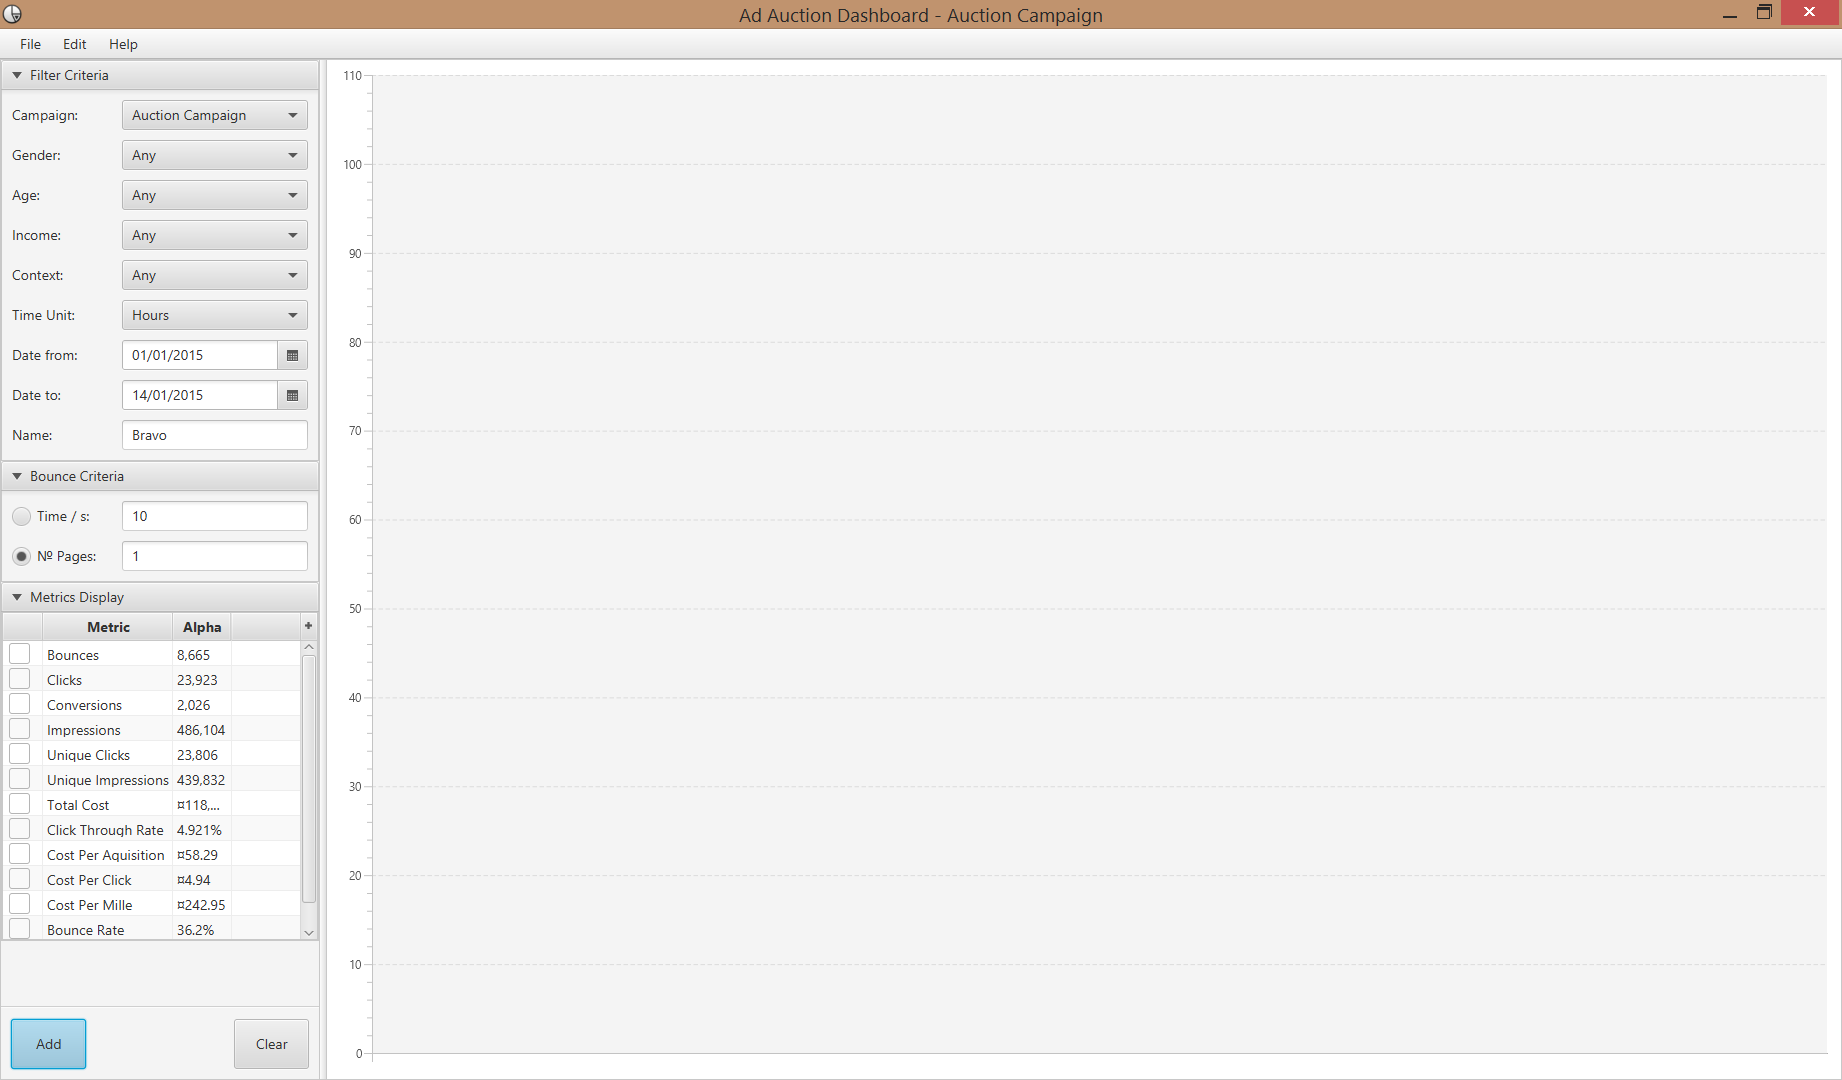 Ad Auction Dashboard - Auction Campaign
File Edit Help
Filter Criteria
Campaign: Auction Campaign
Gender: Any
Age: Any
Income: Any
Context: Any
Time Unit: Hours
Date from: 01/01/2015
Date to: 14/01/2015
Name: Bravo
Bounce Criteria
Time / s: 10
Nº Pages: 1
Metrics Display
Metric Alpha +
Bounces 8,665
Clicks 23,923
Conversions 2,026
Impressions 486,104
Unique Clicks 23,806
Unique Impressions 439,832
Total Cost ¤118,...
Click Through Rate 4.921%
Cost Per Aquisition ¤58.29
Cost Per Click ¤4.94
Cost Per Mille ¤242.95
Bounce Rate 36.2%
Add Clear
110
100
90
80
70
60
50
40
30
20
10
0